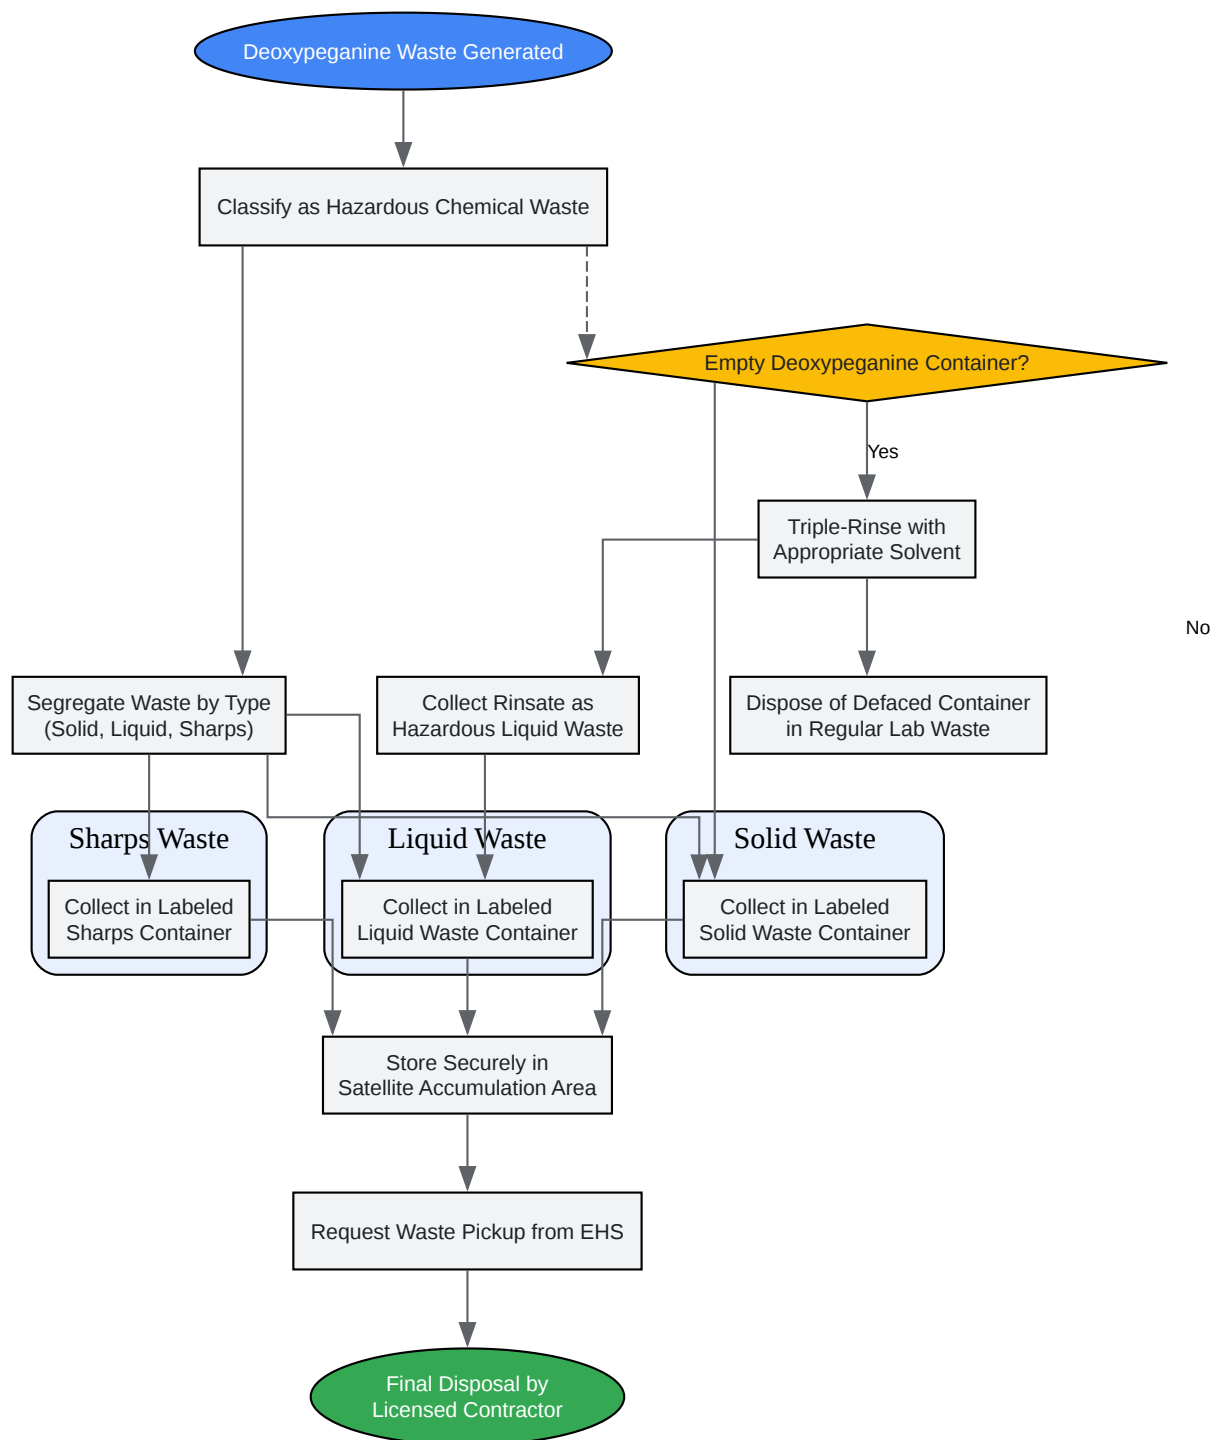 Deoxypeganine Waste Generated
Classify as Hazardous Chemical Waste
Empty Deoxypeganine Container?
Yes
Triple-Rinse with
Appropriate Solvent
No
Segregate Waste by Type
(Solid, Liquid, Sharps)
Collect Rinsate as
Hazardous Liquid Waste
Dispose of Defaced Container
in Regular Lab Waste
Sharps Waste
Liquid Waste
Solid Waste
Collect in Labeled
Sharps Container
Collect in Labeled
Liquid Waste Container
Collect in Labeled
Solid Waste Container
Store Securely in
Satellite Accumulation Area
Request Waste Pickup from EHS
Final Disposal by
Licensed Contractor